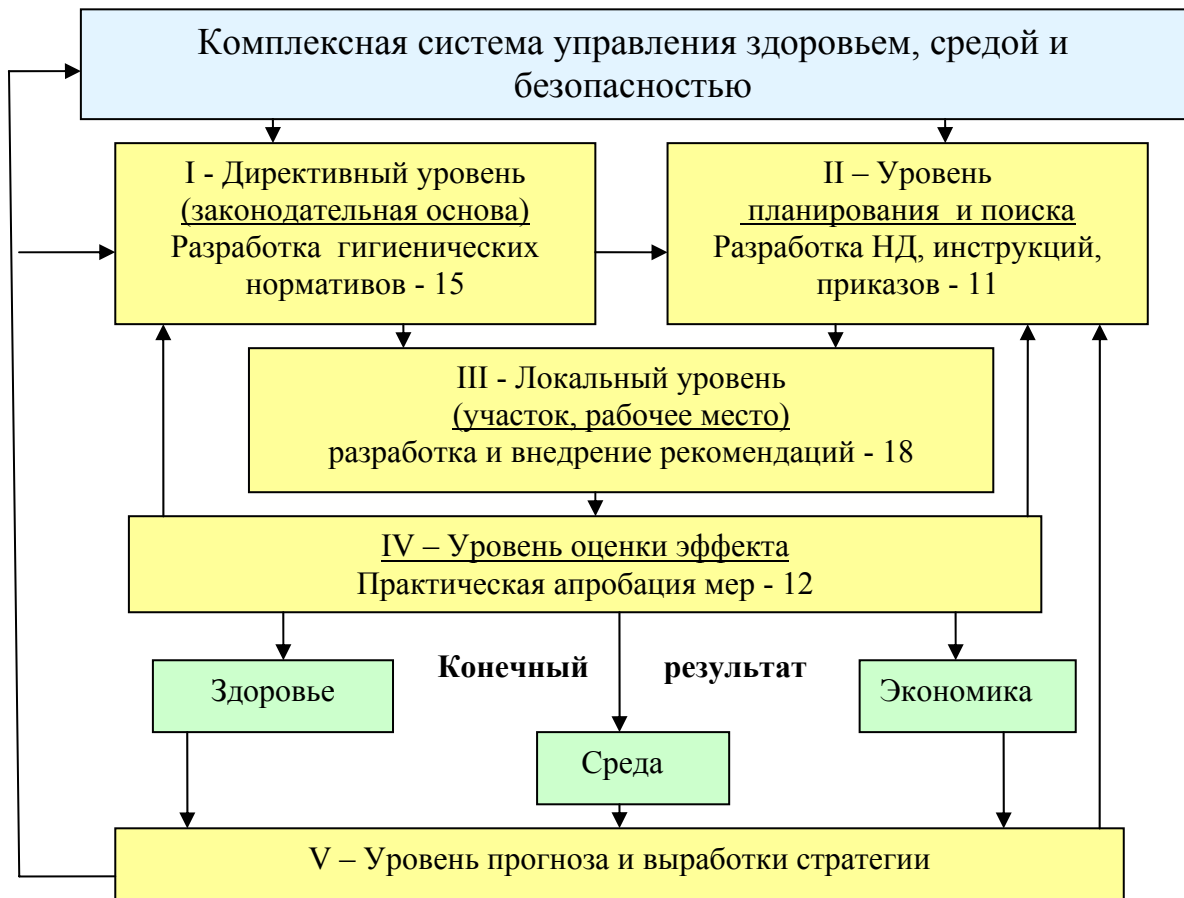 Комплексная система управления здоровьем, средой и
безопасностью
I - Директивный уровень
(законодательная основа)
Разработка гигиенических
нормативов - 15
II – Уровень
планирования и поиска
Разработка НД, инструкций,
приказов - 11
III - Локальный уровень
(участок, рабочее место)
разработка и внедрение рекомендаций - 18
IV – Уровень оценки эффекта
Практическая апробация мер - 12
Конечный результат
Здоровье
Экономика
Среда
V – Уровень прогноза и выработки стратегии